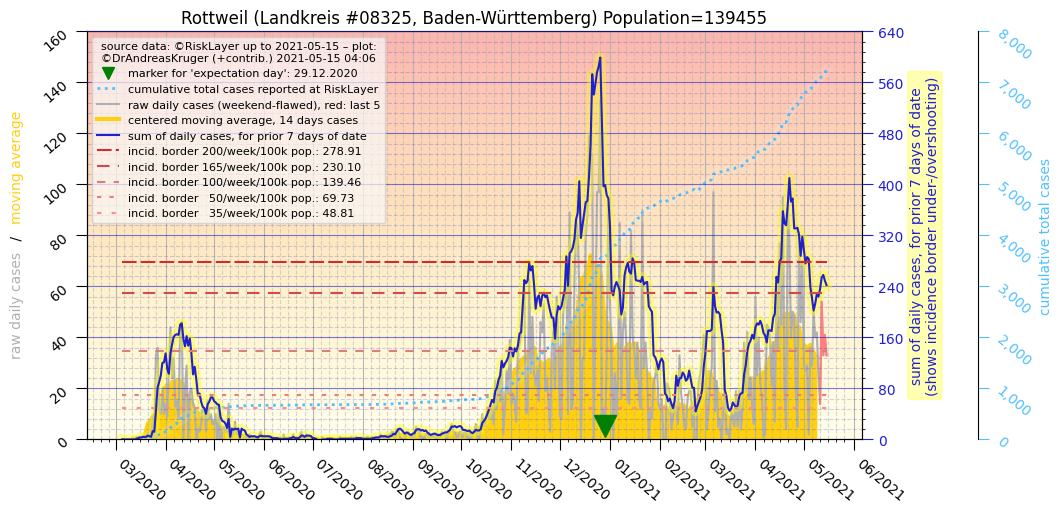 Rottweil (Landkreis #08325, Baden-Württemberg) Population=139455
source data: ©RiskLayer up to 2021-05-15 – plot:
©DrAndreasKruger (+contrib.) 2021-05-15 04:06
marker for 'expectation day': 29.12.2020
cumulative total cases reported at RiskLayer
raw daily cases (weekend-flawed), red: last 5
centered moving average, 14 days cases
sum of daily cases, for prior 7 days of date
incid. border 200/week/100k pop.: 278.91
incid. border 165/week/100k pop.: 230.10
incid. border 100/week/100k pop.: 139.46
incid. border 50/week/100k pop.: 69.73
incid. border 35/week/100k pop.: 48.81
raw daily cases / moving average
160
140
120
100
80
60
40
20
0
03/2020
04/2020
05/2020
06/2020
07/2020
08/2020
09/2020
10/2020
11/2020
12/2020
01/2021
02/2021
03/2021
04/2021
05/2021
06/2021
640
560
480
400
320
240
160
80
0
sum of daily cases, for prior 7 days of date
(shows incidence border under-/overshooting)
8,000
7,000
6,000
5,000
4,000
3,000
2,000
1,000
0
cumulative total cases